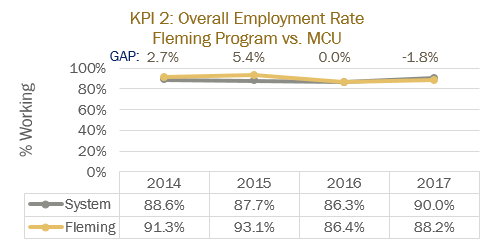 KPI 2: Overall Employment Rate
Fleming Program vs. MCU
GAP: 2.7% 5.4% 0.0% -1.8%
100%
80%
60%
40%
20%
0%
% Working
2014 2015 2016 2017
System 88.6% 87.7% 86.3% 90.0%
Fleming 91.3% 93.1% 86.4% 88.2%